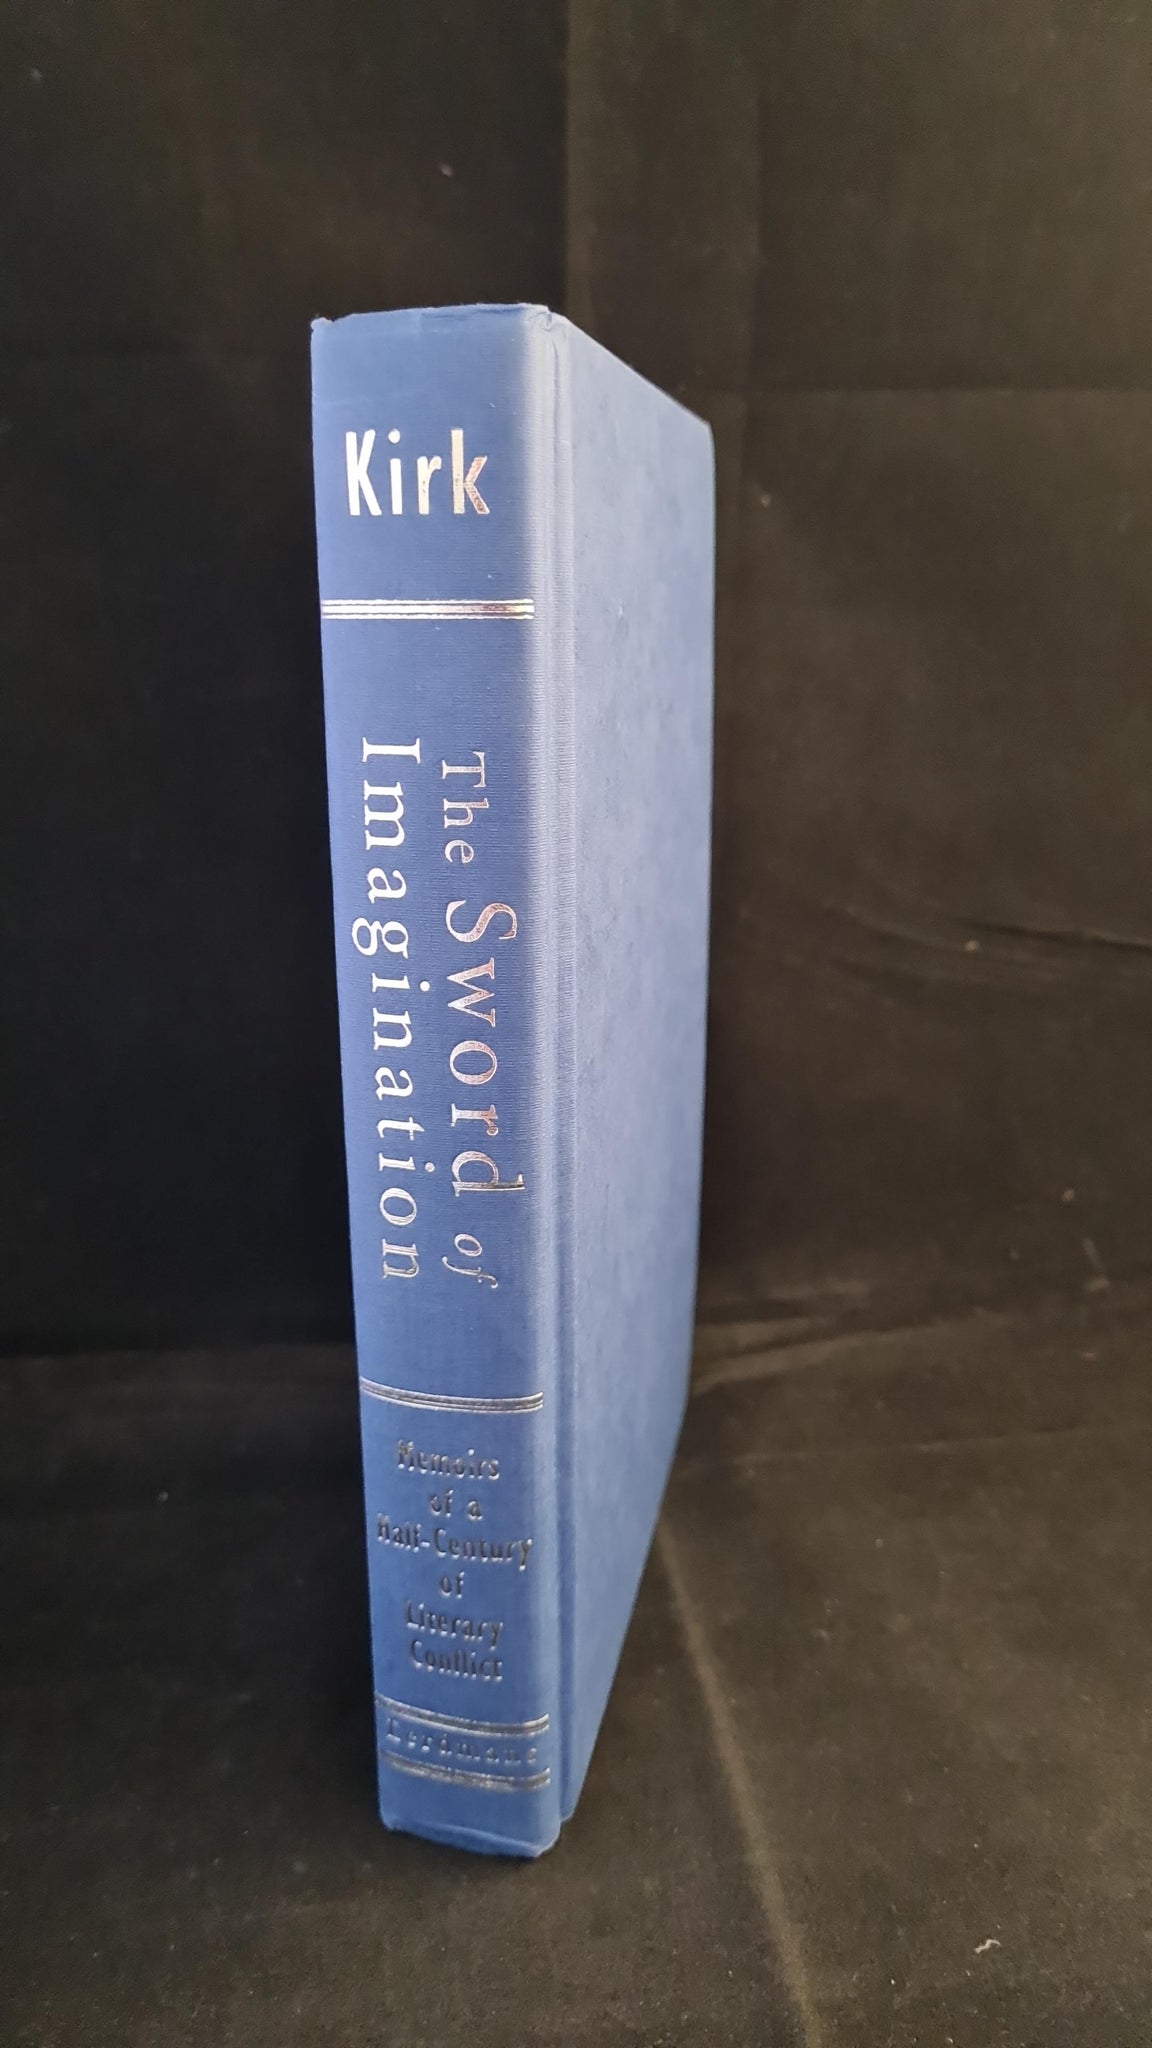 Kirk
The Sword of
Imagination
Memoirs
of a
Half-Century
of
Literary
Conflict
Eerdmans